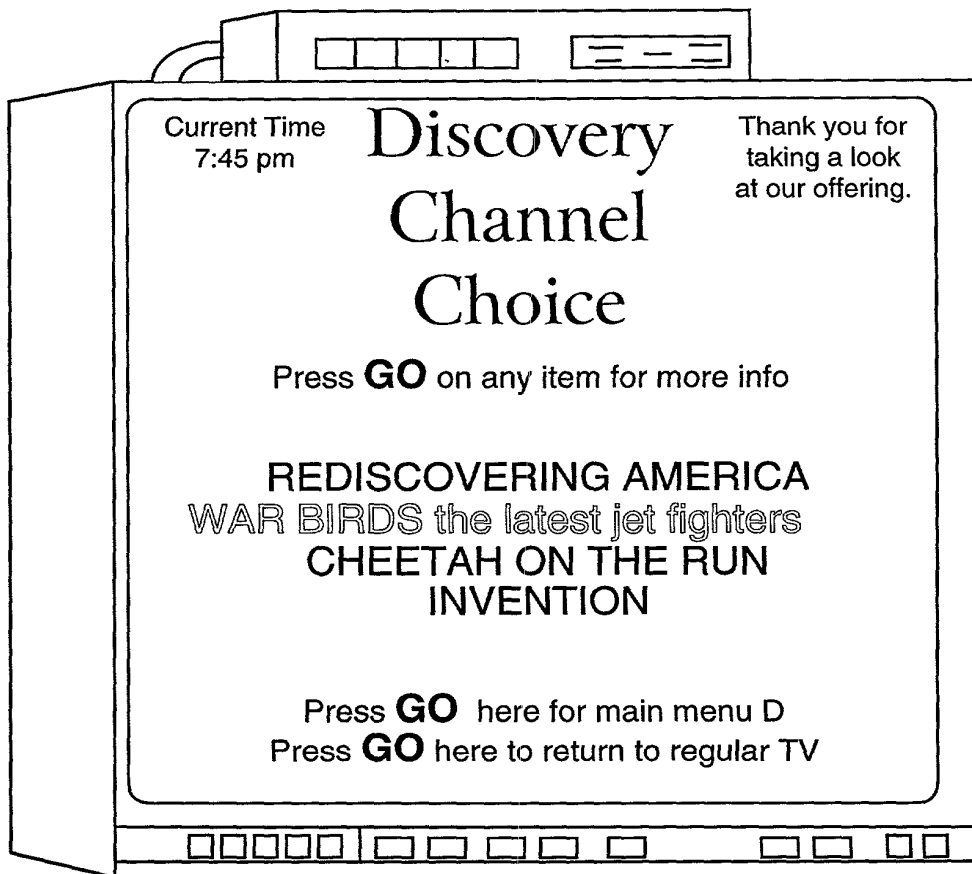 Current Time
7:45 pm
Discovery
Channel
Choice
Thank you for
taking a look
at our offering.
Press GO on any item for more info
REDISCOVERING AMERICA
WAR BIRDS the latest jet fighters
CHEETAH ON THE RUN
INVENTION
Press GO here for main menu D
Press GO here to return to regular TV